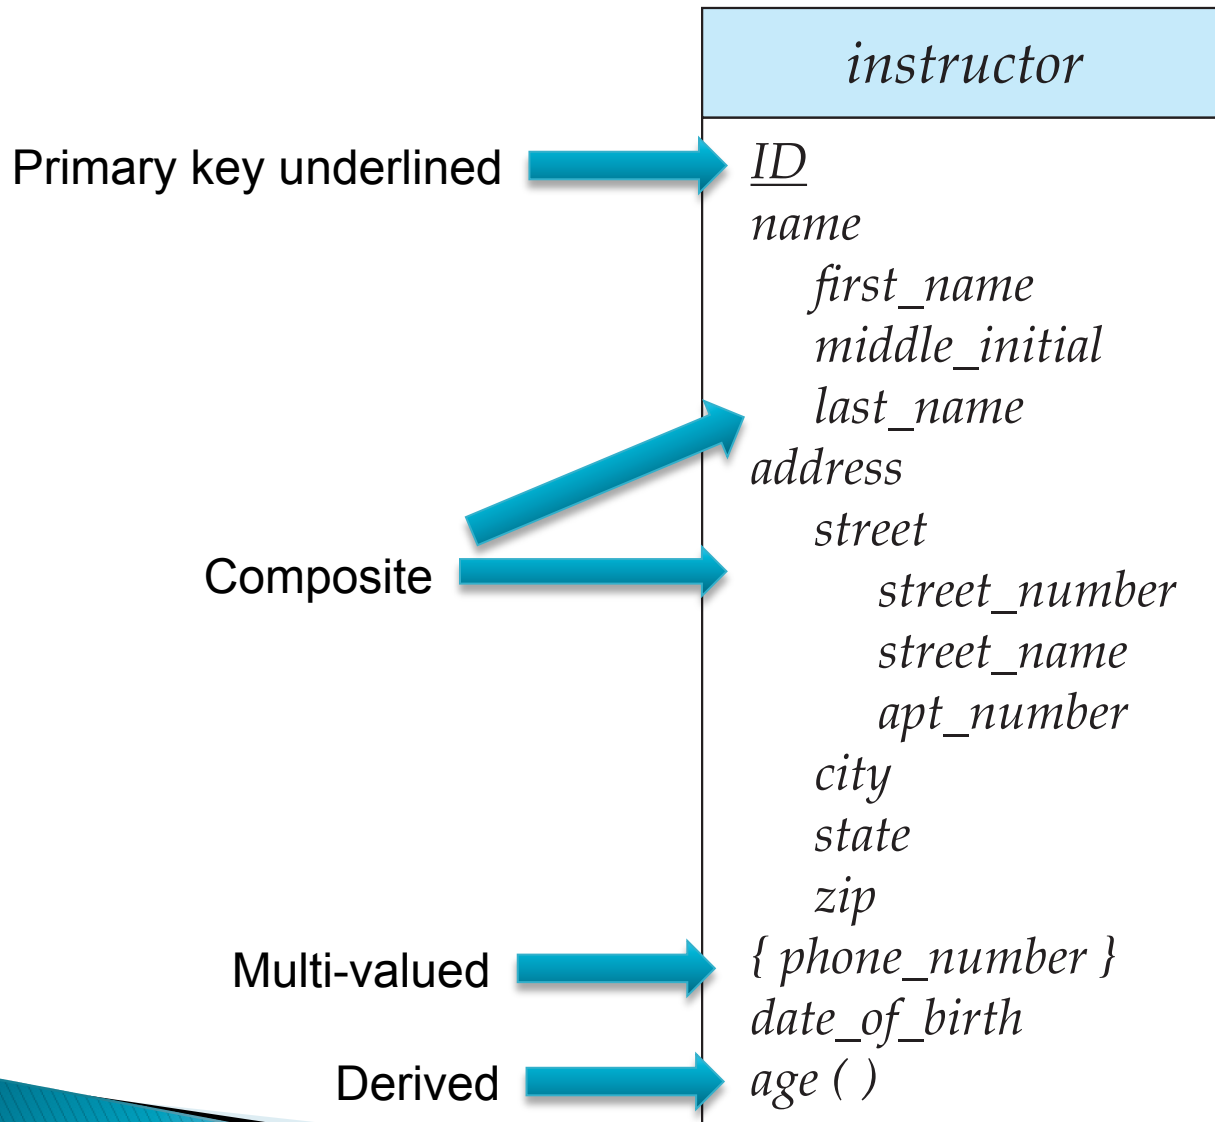 instructor
Primary key underlined
ID
name
first_name
middle_initial
last_name
address
street
Composite
street_number
street_name
apt_number
city
state
zip
Multi-valued
{ phone_number }
date_of_birth
Derived
age ( )